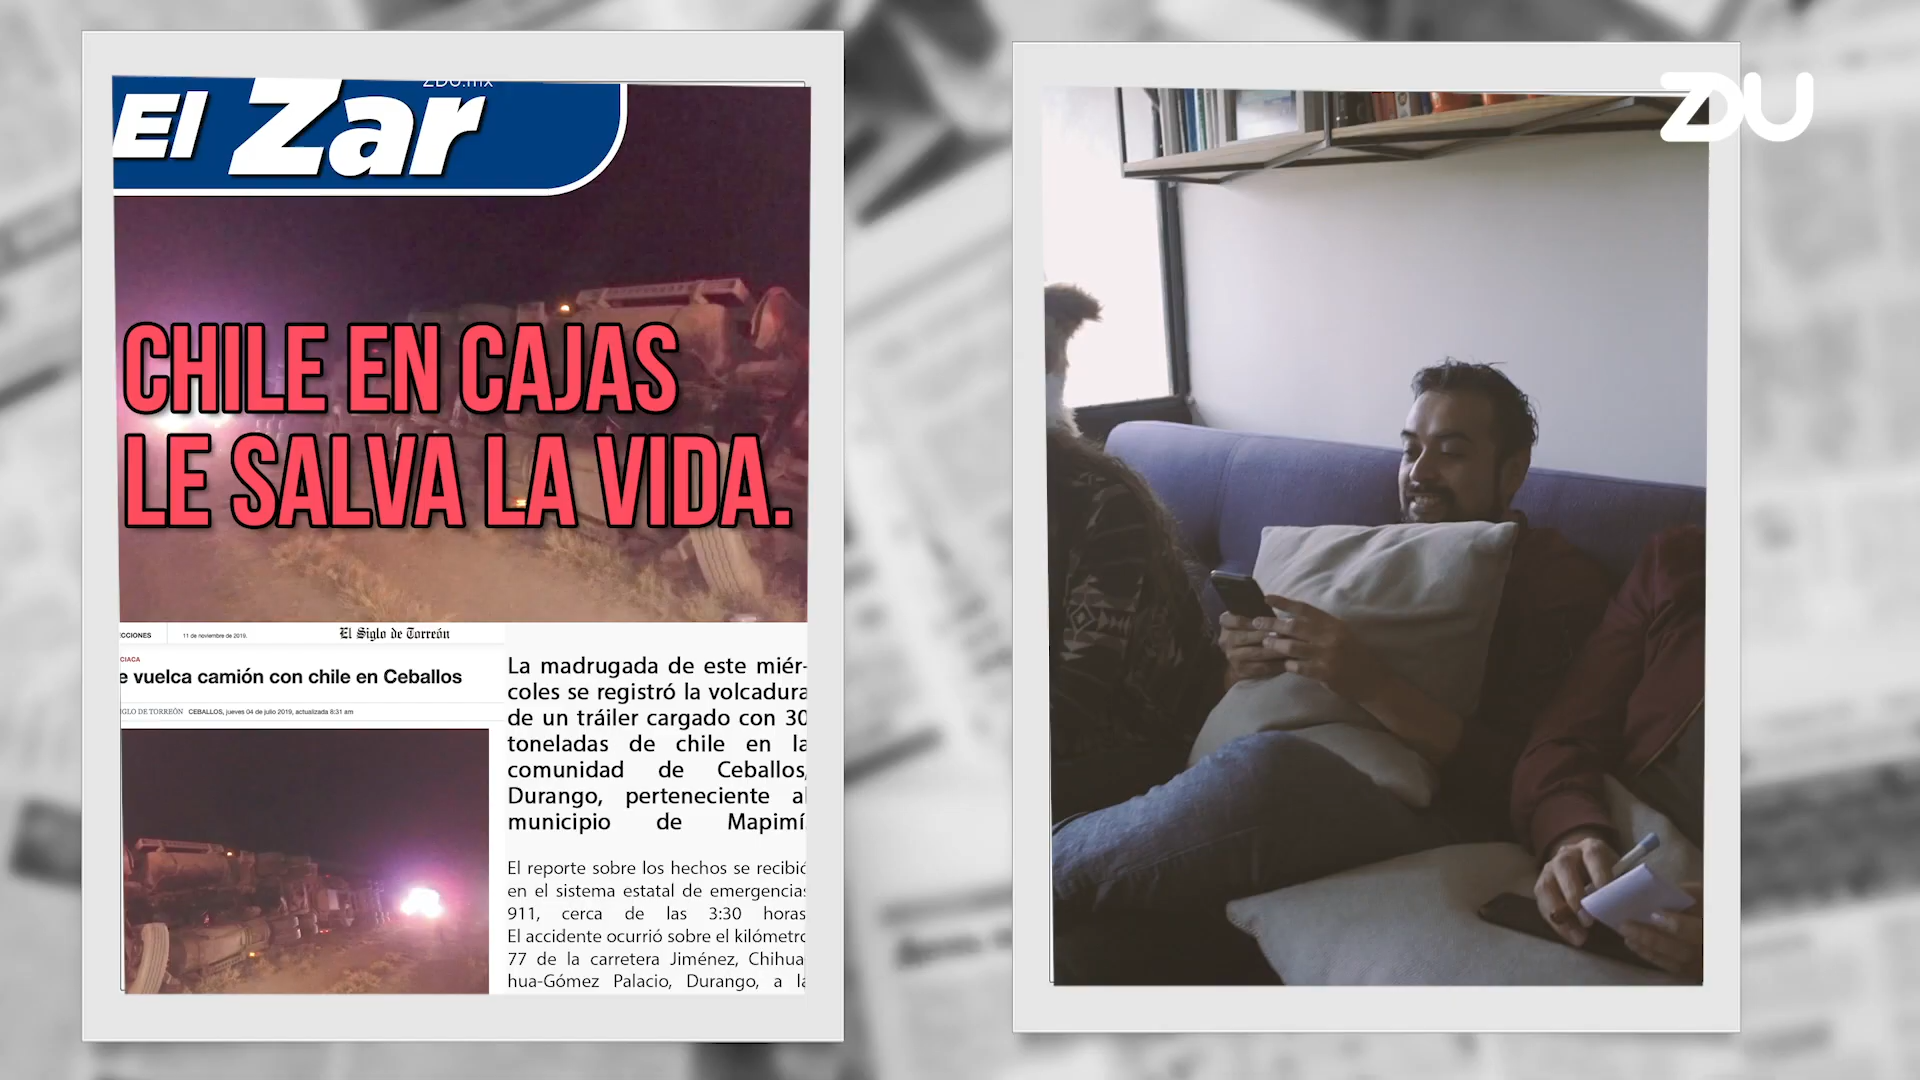 ZDU.mx
El Zar
CHILE EN CAJAS
LE SALVA LA VIDA.
CCIONES
11 de noviembre de 2019.
El Siglo de Torreón
CIACA
e vuelca camión con chile en Ceballos
IGLO DE TORREÓN CEBALLOS, jueves 04 de julio 2019, actualizada 8:31 am
La madrugada de este miér-
coles se registró la volcadura
de un tráiler cargado con 30
toneladas de chile en la
comunidad de Ceballos,
Durango, perteneciente al
municipio de Mapimí.
El reporte sobre los hechos se recibió
en el sistema estatal de emergencias
911, cerca de las 3:30 horas
El accidente ocurrió sobre el kilómetro
77 de la carretera Jiménez, Chihua-
hua-Gómez Palacio, Durango, a la
ZDU